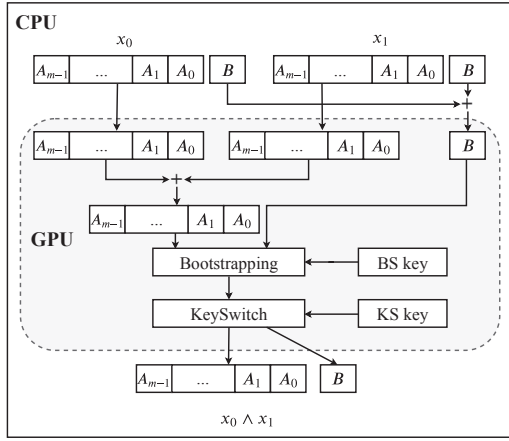 CPU
x₀ x₁
Aₘ₋₁ ... A₁ A₀ B Aₘ₋₁ ... A₁ A₀ B
+
Aₘ₋₁ ... A₁ A₀ Aₘ₋₁ ... A₁ A₀ B
+
Aₘ₋₁ ... A₁ A₀
GPU
Bootstrapping BS key
KeySwitch KS key
Aₘ₋₁ ... A₁ A₀ B
x₀ ∧ x₁